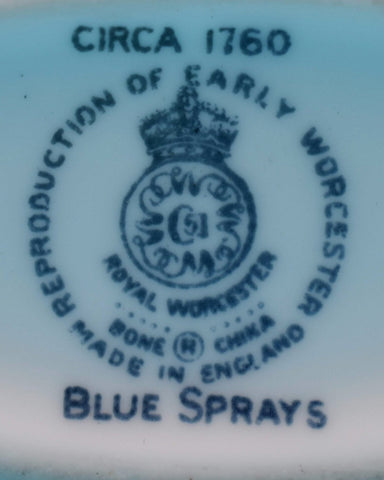 CIRCA 1760
REPRODUCTION OF EARLY WORCESTER
C 51
ROYAL WORCESTER
BONE ® CHINA
MADE IN ENGLAND
BLUE SPRAYS